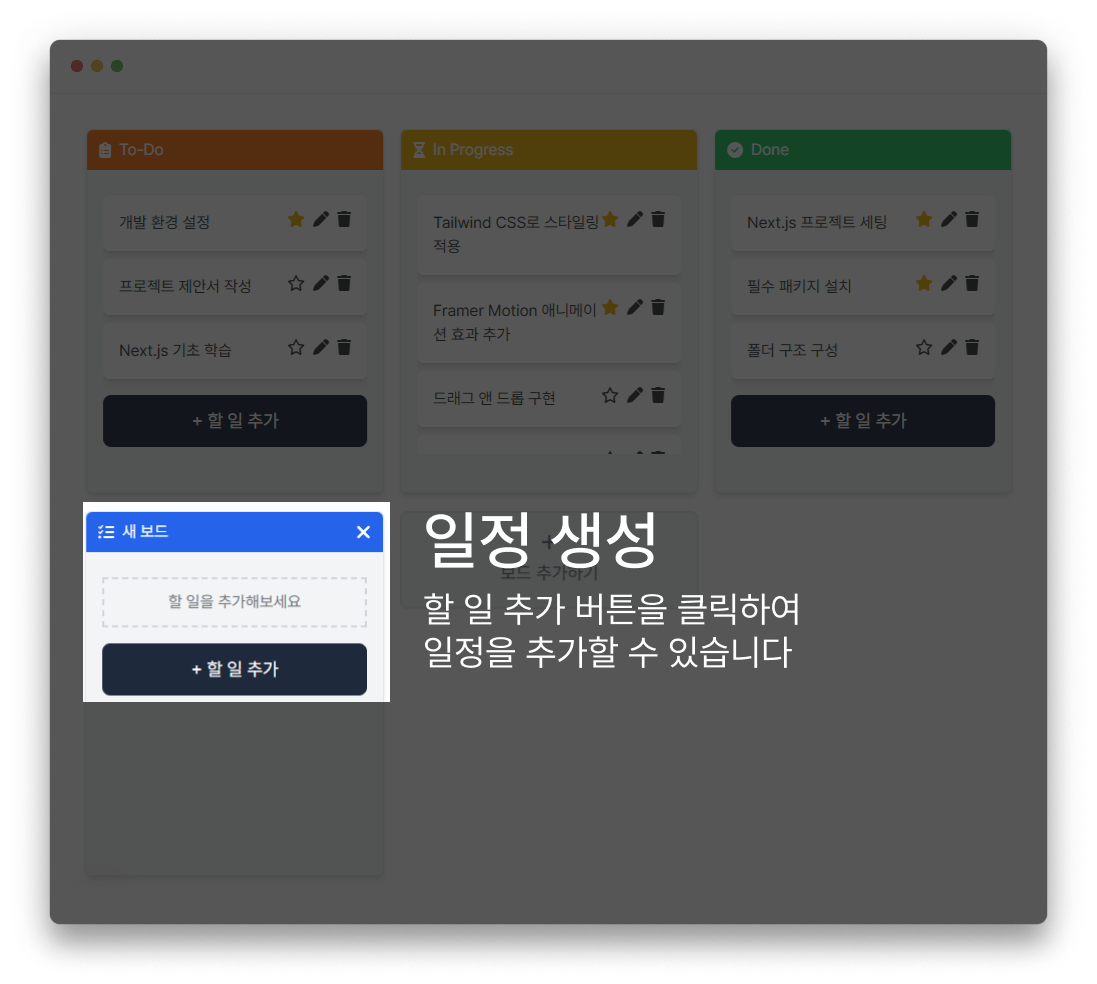 To-Do
In Progress
Done
개발 환경 설정
프로젝트 제안서 작성
Next.js 기초 학습
+ 할 일 추가
Tailwind CSS로 스타일링
적용
Framer Motion 애니메이
션 효과 추가
드래그 앤 드롭 구현
Next.js 프로젝트 세팅
필수 패키지 설치
폴더 구조 구성
+ 할 일 추가
새 보드
할 일을 추가해보세요
+ 할 일 추가
+
보드 추가하기
일정 생성
할 일 추가 버튼을 클릭하여
일정을 추가할 수 있습니다